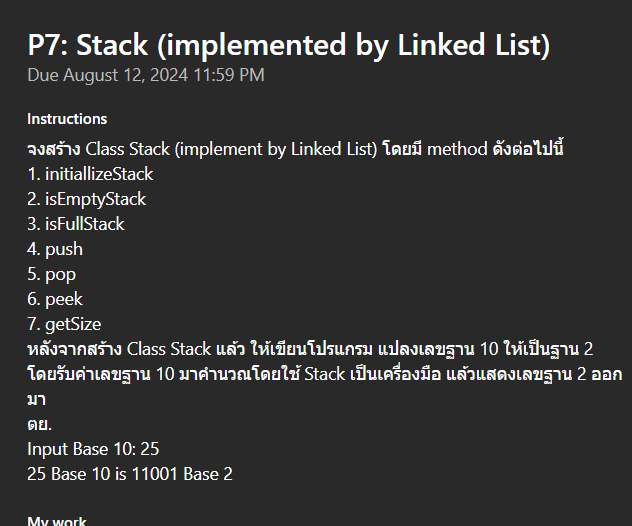 P7: Stack (implemented by Linked List)
Due August 12, 2024 11:59 PM
Instructions
จงสร้าง Class Stack (implement by Linked List) โดยมี method ดังต่อไปนี้
1. initiallizeStack
2. isEmptyStack
3. isFullStack
4. push
5. pop
6. peek
7. getSize
หลังจากสร้าง Class Stack แล้ว ให้เขียนโปรแกรม แปลงเลขฐาน 10 ให้เป็นฐาน 2
โดยรับค่าเลขฐาน 10 มาคำนวณโดยใช้ Stack เป็นเครื่องมือ แล้วแสดงเลขฐาน 2 ออก
มา
ตย.
Input Base 10: 25
25 Base 10 is 11001 Base 2
My work